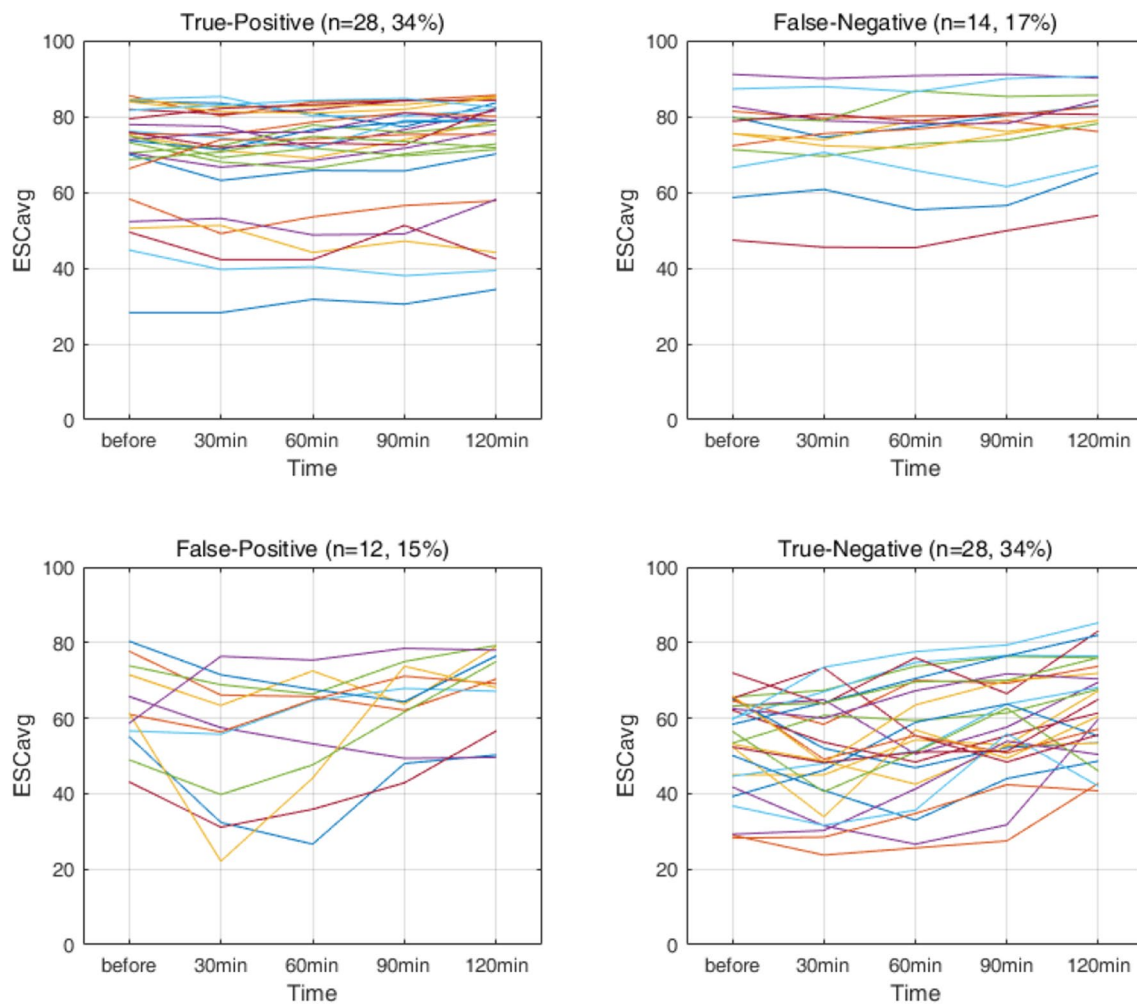 True-Positive (n=28, 34%)
100
80
60
40
20
0
ESCavg
before 30min 60min 90min 120min
Time
False-Negative (n=14, 17%)
100
80
60
40
20
0
ESCavg
before 30min 60min 90min 120min
Time
False-Positive (n=12, 15%)
100
80
60
40
20
0
ESCavg
before 30min 60min 90min 120min
Time
True-Negative (n=28, 34%)
100
80
60
40
20
0
ESCavg
before 30min 60min 90min 120min
Time